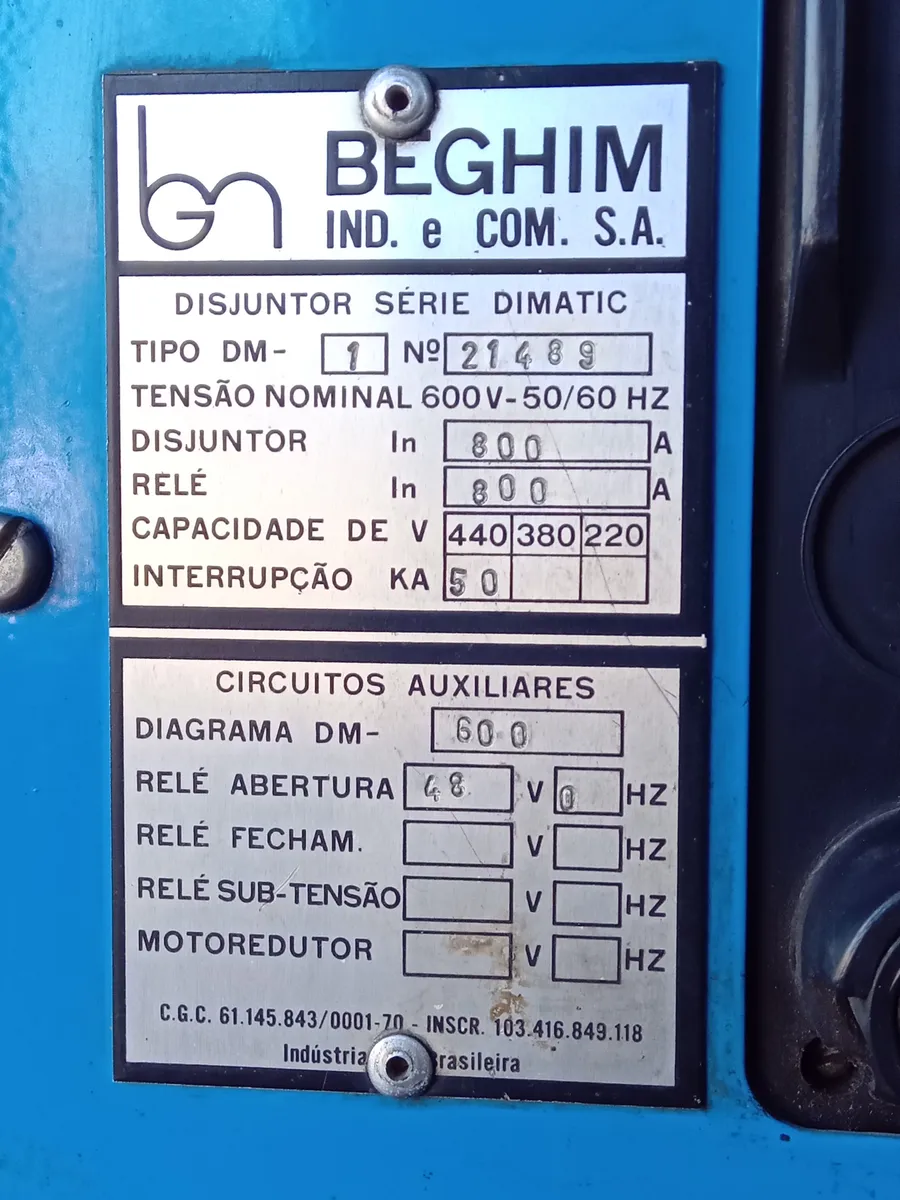 bGn
BEGHIM
IND. e COM. S.A.
DISJUNTOR SÉRIE DIMATIC
TIPO DM- 1 Nº 21489
TENSÃO NOMINAL 600V-50/60 HZ
DISJUNTOR In 800 A
RELÉ In 800 A
CAPACIDADE DE V 440 380 220
INTERRUPÇÃO KA 50
CIRCUITOS AUXILIARES
DIAGRAMA DM- 600
RELÉ ABERTURA 48 V 0 HZ
RELÉ FECHAM. V HZ
RELÉ SUB-TENSÃO V HZ
MOTOREDUTOR V HZ
C.G.C. 61.145.843/0001-70 - INSCR. 103.416.849.118
Indústria rasileira